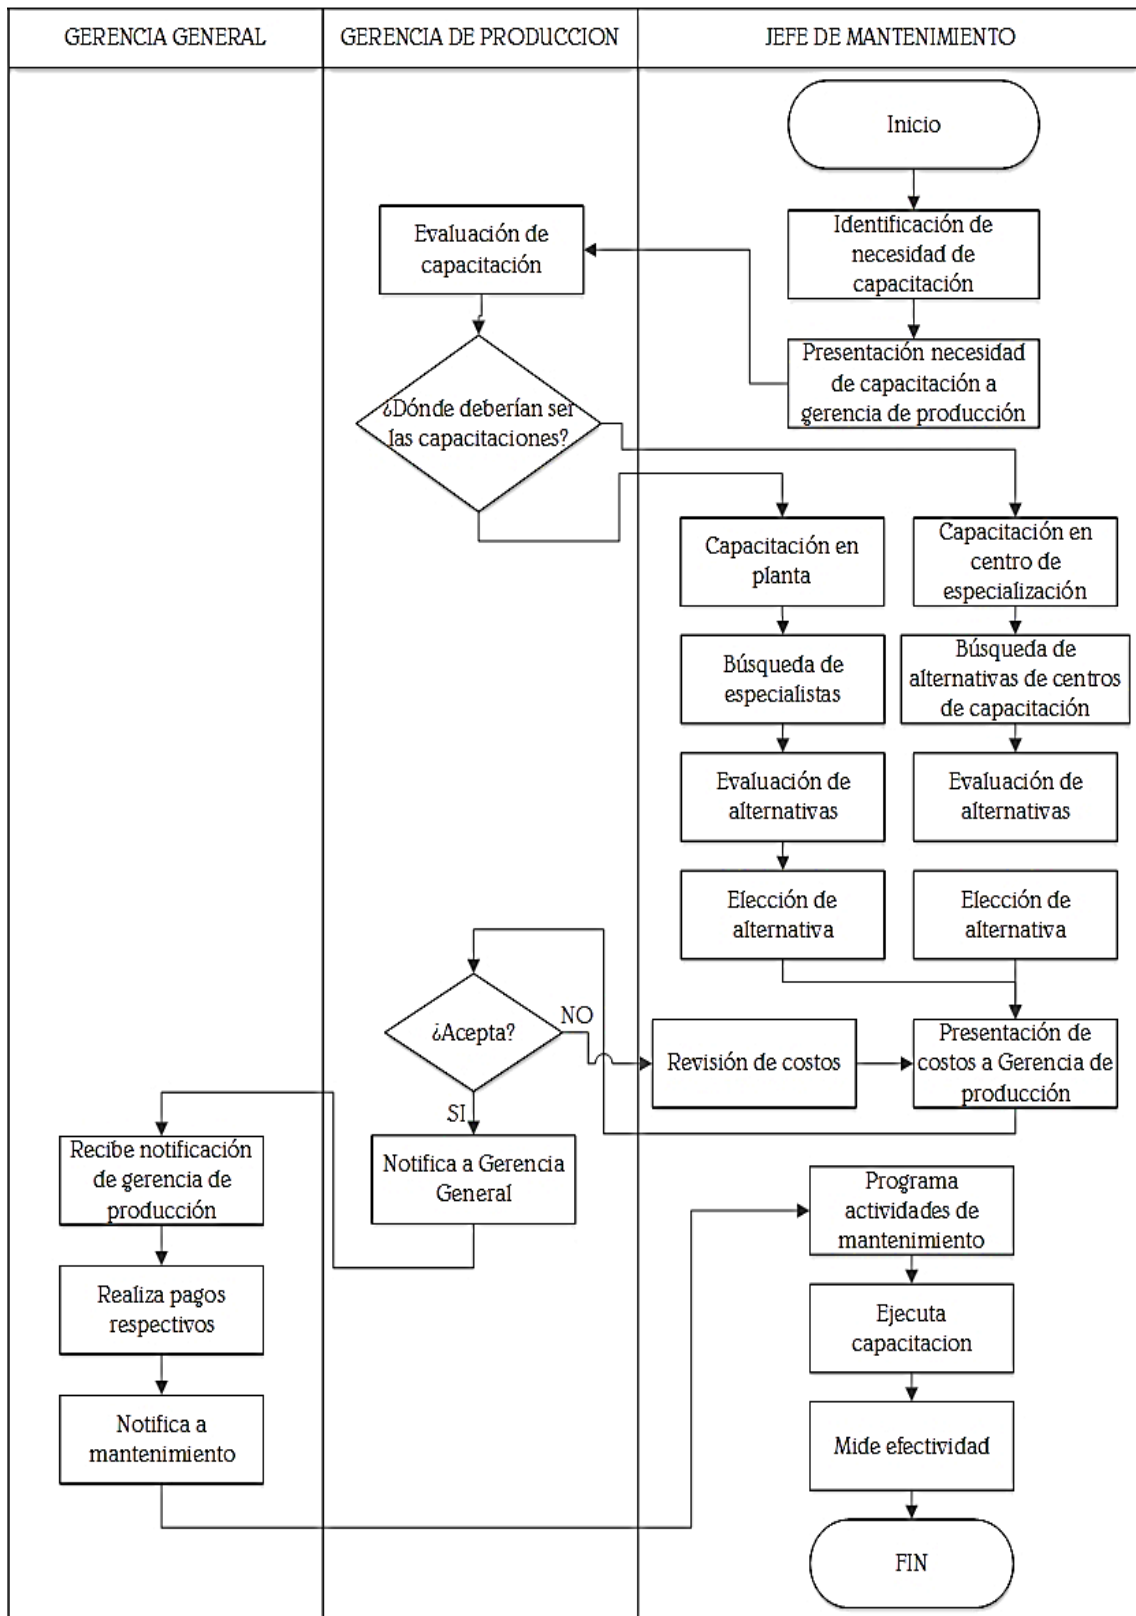 GERENCIA GENERAL
GERENCIA DE PRODUCCION
JEFE DE MANTENIMIENTO
Inicio
Identificación de
necesidad de
capacitación
Evaluación de
capacitación
Presentación necesidad
de capacitación a
gerencia de producción
¿Dónde deberían ser
las capacitaciones?
Capacitación en
planta
Capacitación en
centro de
especialización
Búsqueda de
especialistas
Búsqueda de
alternativas de centros
de capacitación
Evaluación de
alternativas
Evaluación de
alternativas
Elección de
alternativa
Elección de
alternativa
¿Acepta?
NO
Revisión de costos
Presentación de
costos a Gerencia de
producción
SI
Notifica a Gerencia
General
Recibe notificación
de gerencia de
producción
Realiza pagos
respectivos
Notifica a
mantenimiento
Programa
actividades de
mantenimiento
Ejecuta
capacitacion
Mide efectividad
FIN